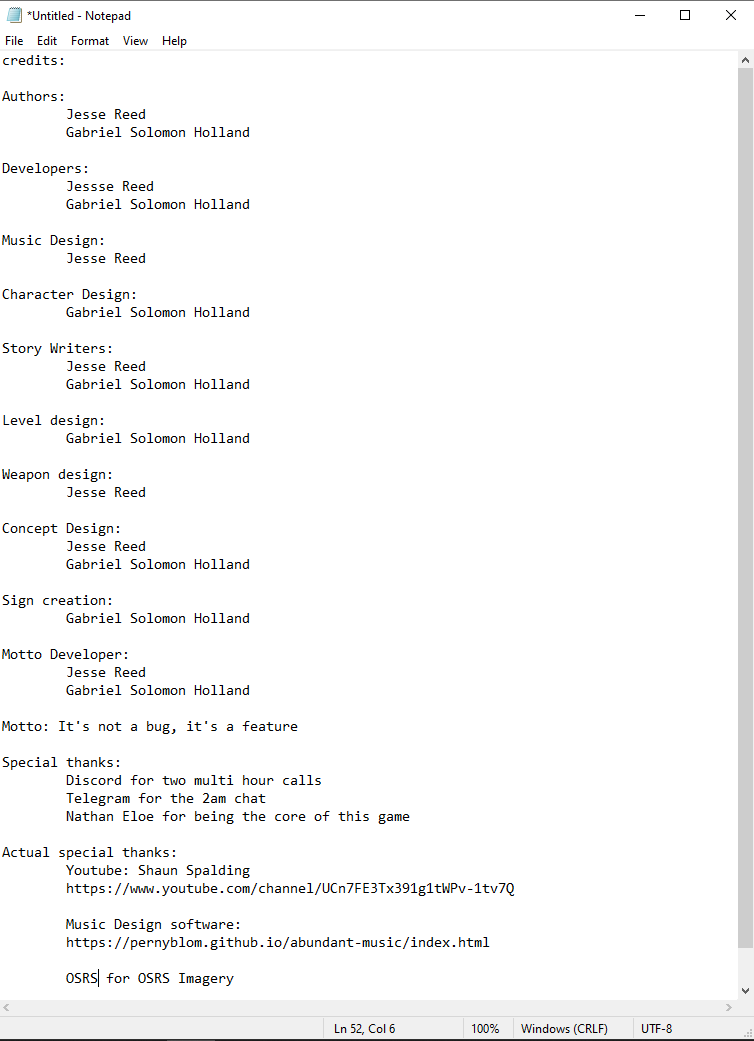 *Untitled - Notepad
File Edit Format View Help
credits:
Authors:
Jesse Reed
Gabriel Solomon Holland
Developers:
Jessse Reed
Gabriel Solomon Holland
Music Design:
Jesse Reed
Character Design:
Gabriel Solomon Holland
Story Writers:
Jesse Reed
Gabriel Solomon Holland
Level design:
Gabriel Solomon Holland
Weapon design:
Jesse Reed
Concept Design:
Jesse Reed
Gabriel Solomon Holland
Sign creation:
Gabriel Solomon Holland
Motto Developer:
Jesse Reed
Gabriel Solomon Holland
Motto: It's not a bug, it's a feature
Special thanks:
Discord for two multi hour calls
Telegram for the 2am chat
Nathan Eloe for being the core of this game
Actual special thanks:
Youtube: Shaun Spalding
https://www.youtube.com/channel/UCn7FE3Tx391g1tWPv-1tv7Q
Music Design software:
https://pernyblom.github.io/abundant-music/index.html
OSRS for OSRS Imagery
Ln 52, Col 6 100% Windows (CRLF) UTF-8